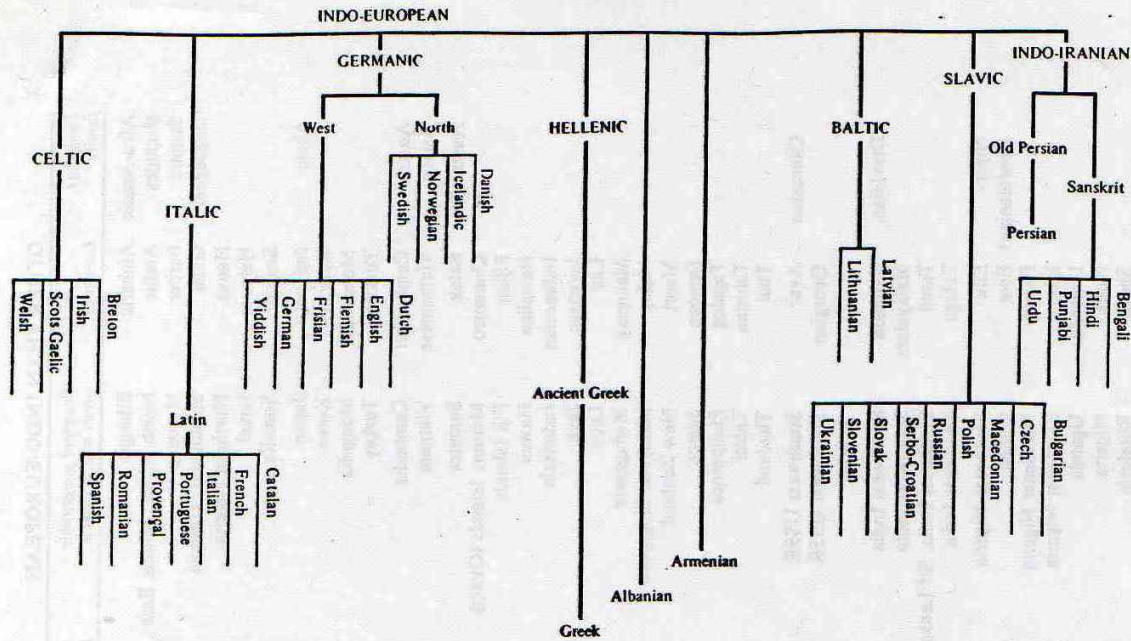 INDO-EUROPEAN
INDO-IRANIAN
GERMANIC
SLAVIC
West
North
HELLENIC
BALTIC
CELTIC
Old Persian
Sanskrit
ITALIC
Swedish
Norwegian
Icelandic
Danish
Persian
Welsh
Scots Gaelic
Irish
Breton
Yiddish
German
Frisian
Flemish
English
Dutch
Lithuanian
Latvian
Urdu
Punjabi
Hindi
Bengali
Ancient Greek
Latin
Spanish
Romanian
Provençal
Portuguese
Italian
French
Catalan
Ukrainian
Slovenian
Slovak
Serbo-Croatian
Russian
Polish
Macedonian
Czech
Bulgarian
Armenian
Albanian
Greek